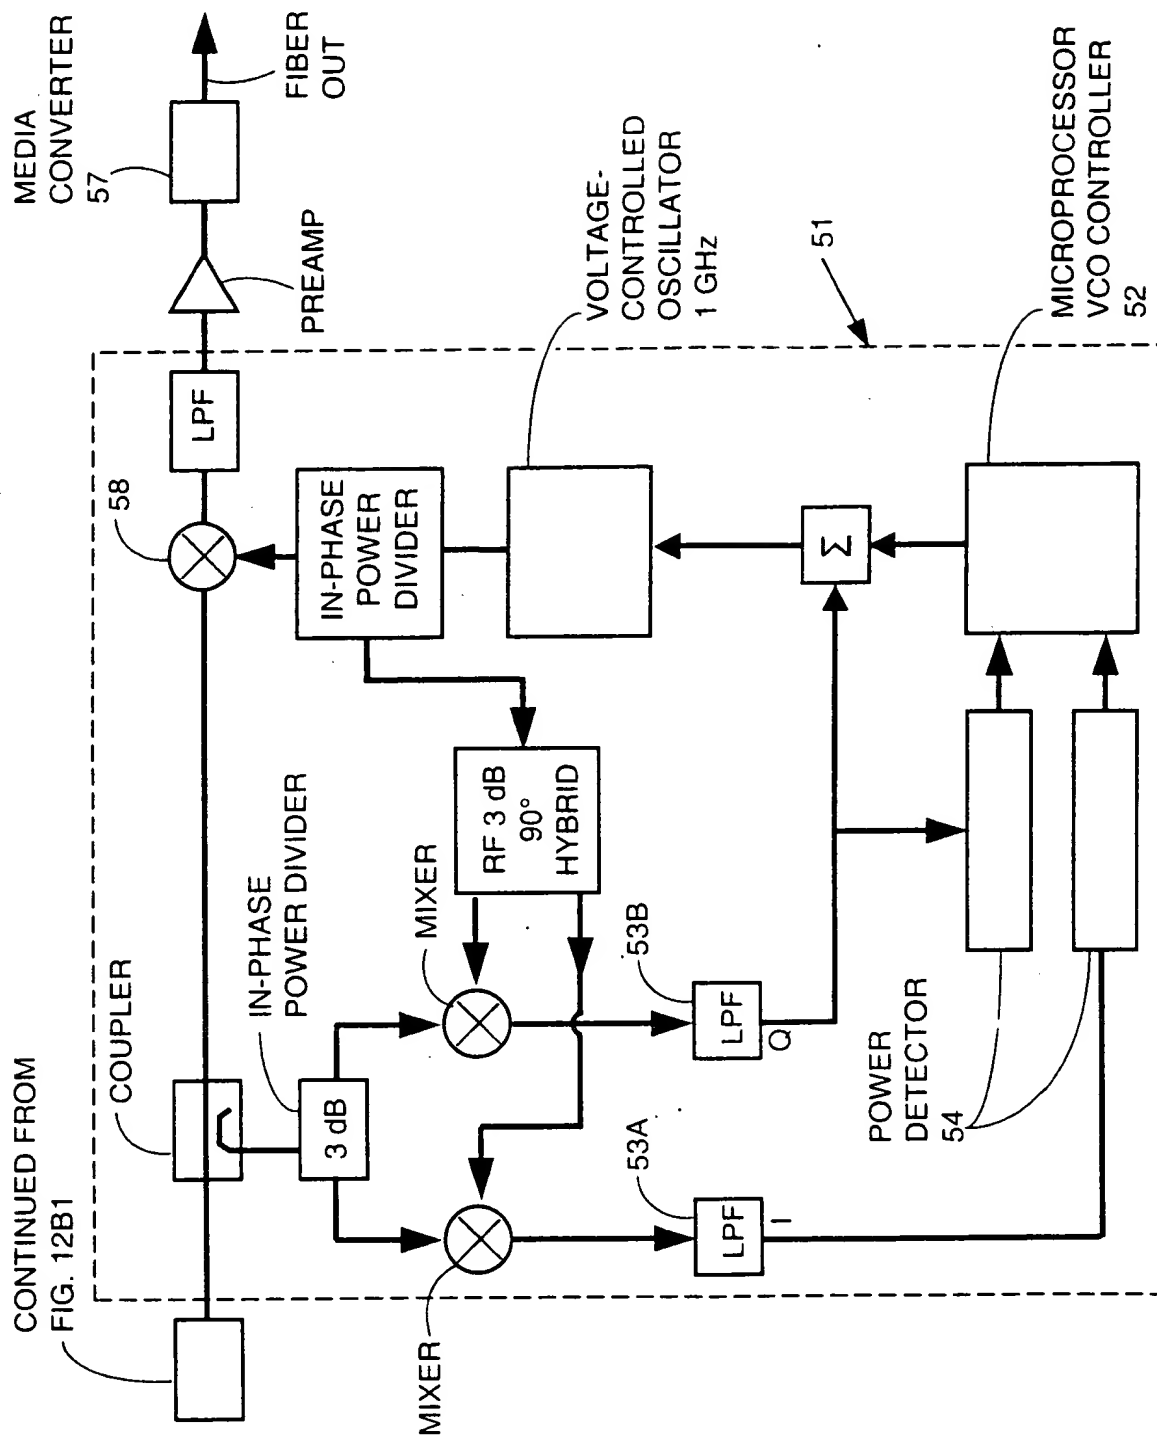 CONTINUED FROM
FIG. 12B1
COUPLER
IN-PHASE
POWER DIVIDER
3 dB
MIXER
MIXER
58
LPF
PREAMP
MEDIA
CONVERTER
57
FIBER
OUT
IN-PHASE
POWER
DIVIDER
RF 3 dB
90°
HYBRID
VOLTAGE-
CONTROLLED
OSCILLATOR
1 GHz
53A
LPF
I
53B
LPF
Q
Σ
51
POWER
DETECTOR
54
MICROPROCESSOR
VCO CONTROLLER
52